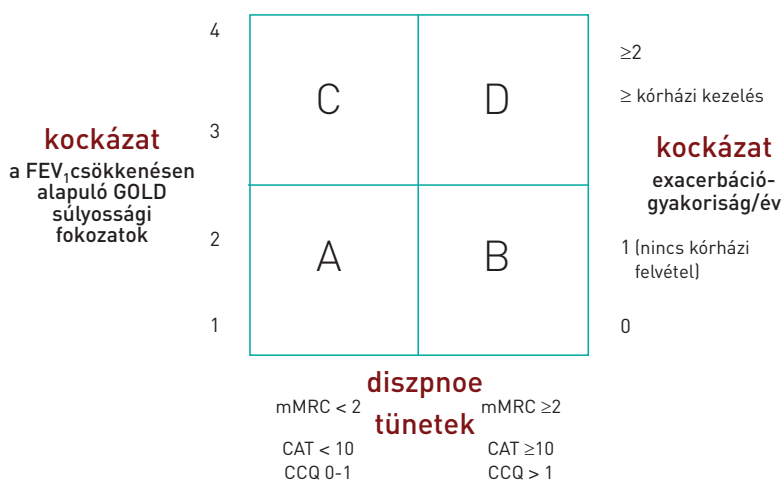 4
3
2
1
kockázat
a FEV₁csökkenésen
alapuló GOLD
súlyossági
fokozatok
C
D
A
B
≥2
≥ kórházi kezelés
kockázat
exacerbáció-
gyakoriság/év
1 (nincs kórházi
felvétel)
0
diszpnoe
mMRC < 2
mMRC ≥2
tünetek
CAT < 10
CAT ≥10
CCQ 0-1
CCQ > 1